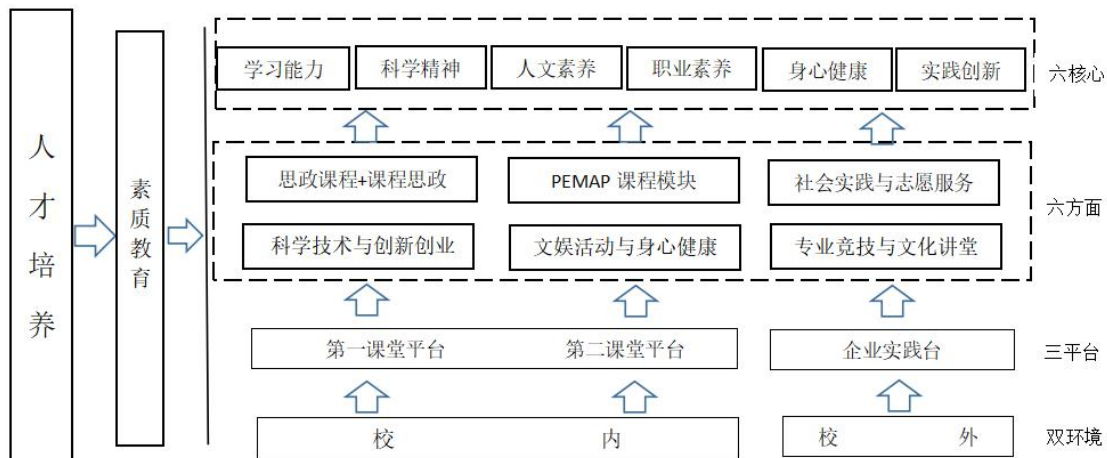 人才培养
素质教育
学习能力 科学精神 人文素养 职业素养 身心健康 实践创新 六核心
思政课程+课程思政 PEMAP 课程模块 社会实践与志愿服务
六方面
科学技术与创新创业 文娱活动与身心健康 专业竞技与文化讲堂
第一课堂平台 第二课堂平台 企业实践台 三平台
校 内 校 外 双环境